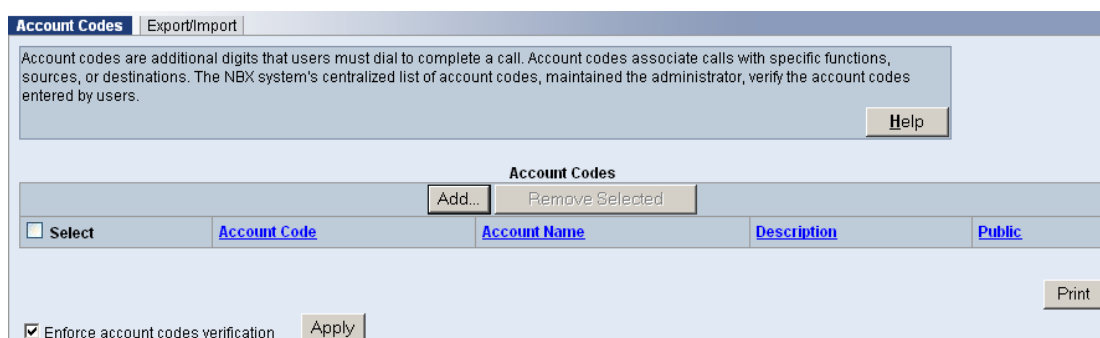 Account Codes Export/Import
Account codes are additional digits that users must dial to complete a call. Account codes associate calls with specific functions,
sources, or destinations. The NBX system's centralized list of account codes, maintained the administrator, verify the account codes
entered by users.
Help
Account Codes
Add... Remove Selected
Select Account Code Account Name Description Public
Print
Enforce account codes verification Apply